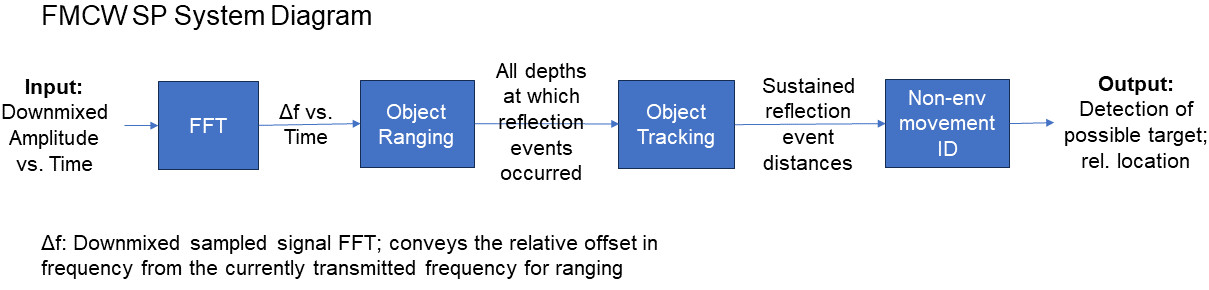 FMCW SP System Diagram
Input:
Downmixed
Amplitude
vs. Time
FFT
Δf vs.
Time
Object
Ranging
All depths
at which
reflection
events
occurred
Object
Tracking
Sustained
reflection
event
distances
Non-env
movement
ID
Output:
Detection of
possible target;
rel. location
Δf: Downmixed sampled signal FFT; conveys the relative offset in
frequency from the currently transmitted frequency for ranging